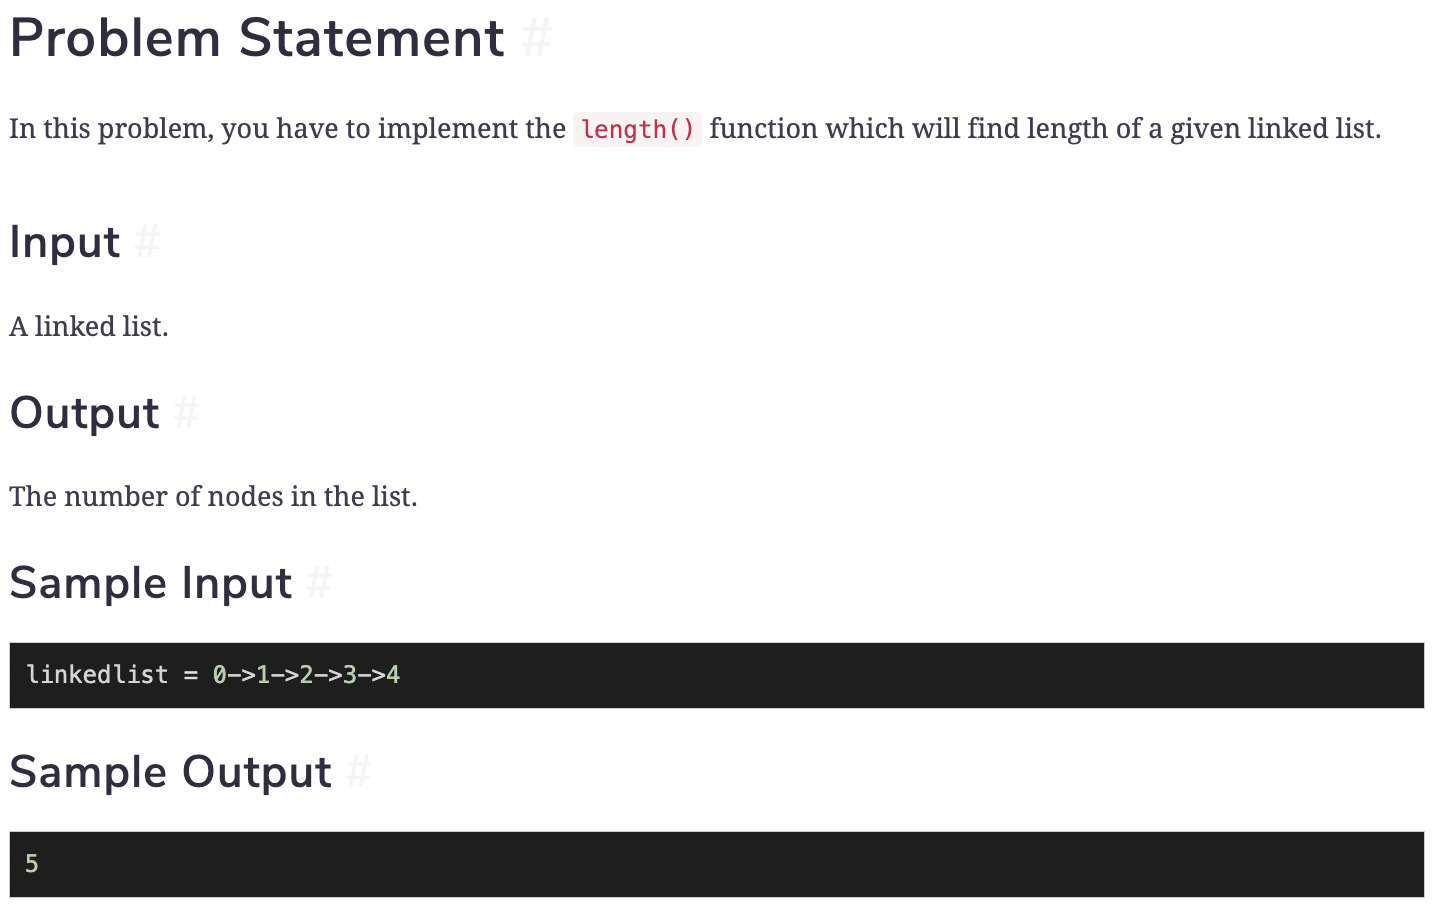 Problem Statement #
In this problem, you have to implement the length() function which will find length of a given linked list.
Input #
A linked list.
Output #
The number of nodes in the list.
Sample Input #
linkedlist = 0->1->2->3->4
Sample Output #
5